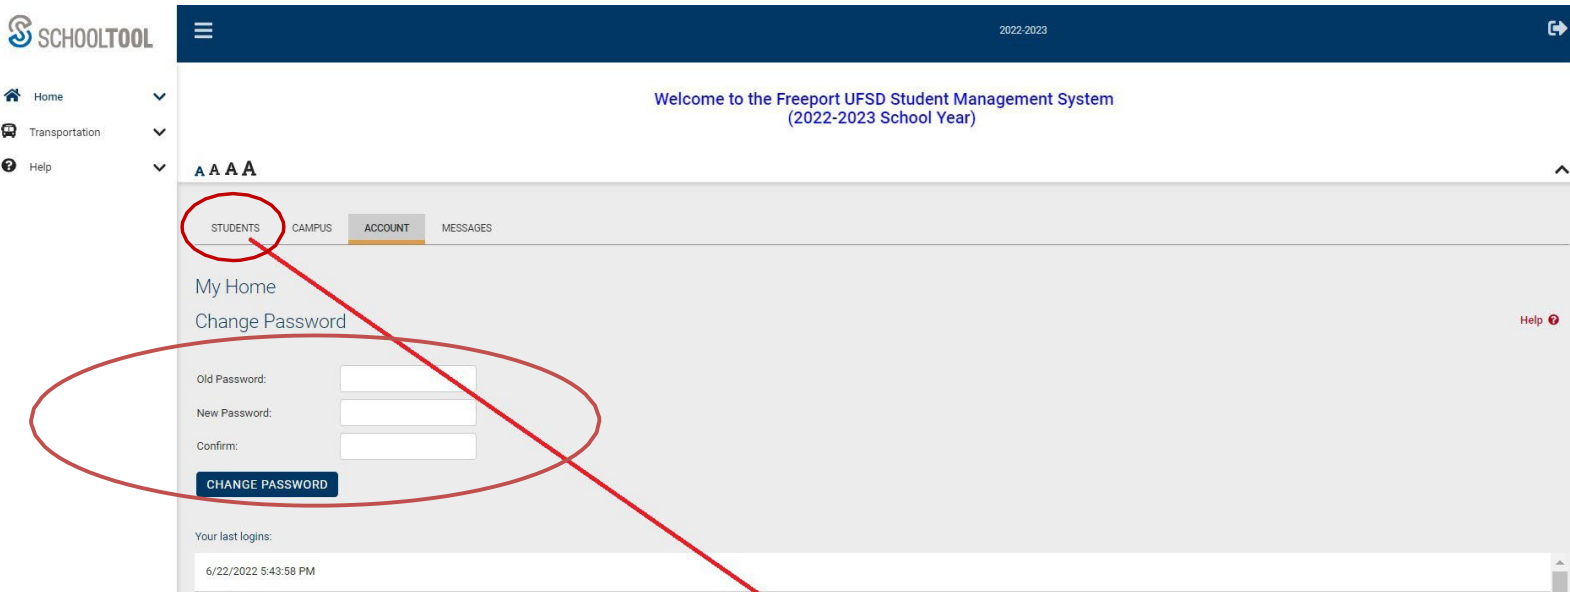 SCHOOLTOOL
2022-2023
Home
Transportation
Help
Welcome to the Freeport UFSD Student Management System
(2022-2023 School Year)
A A A A
STUDENTS CAMPUS ACCOUNT MESSAGES
My Home
Change Password
Help
Old Password:
New Password:
Confirm:
CHANGE PASSWORD
Your last logins:
6/22/2022 5:43:58 PM